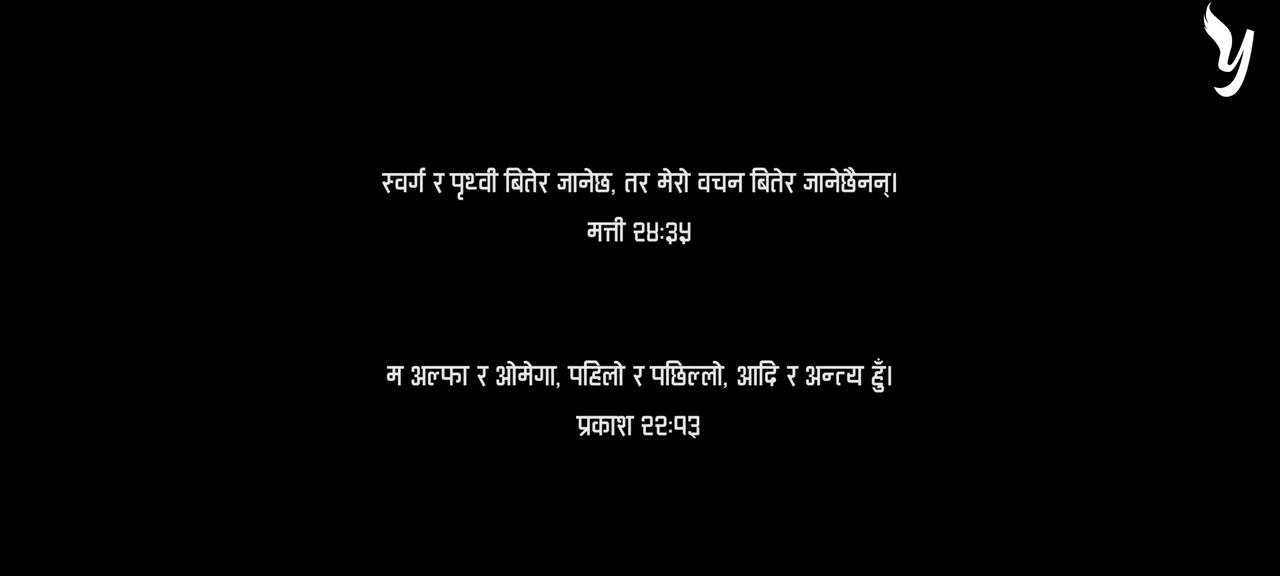 स्वर्ग र पृथ्वी बितेर जानेछ, तर मेरो वचन बितेर जानेछैनन्।
मत्ती २४:३५
म अल्फा र ओमेगा, पहिलो र पछिल्लो, आदि र अन्त्य हुँ।
प्रकाश २२:१३